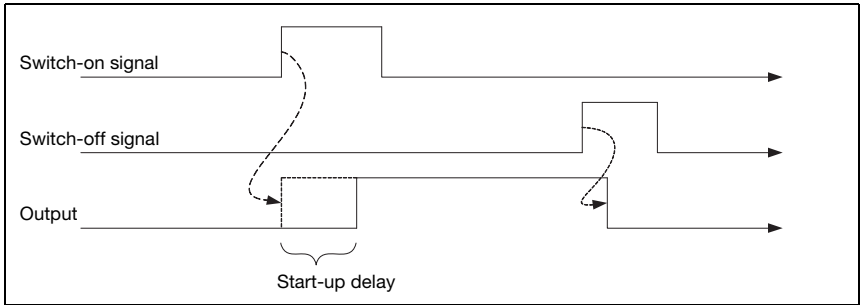 Switch-on signal
Switch-off signal
Output
Start-up delay